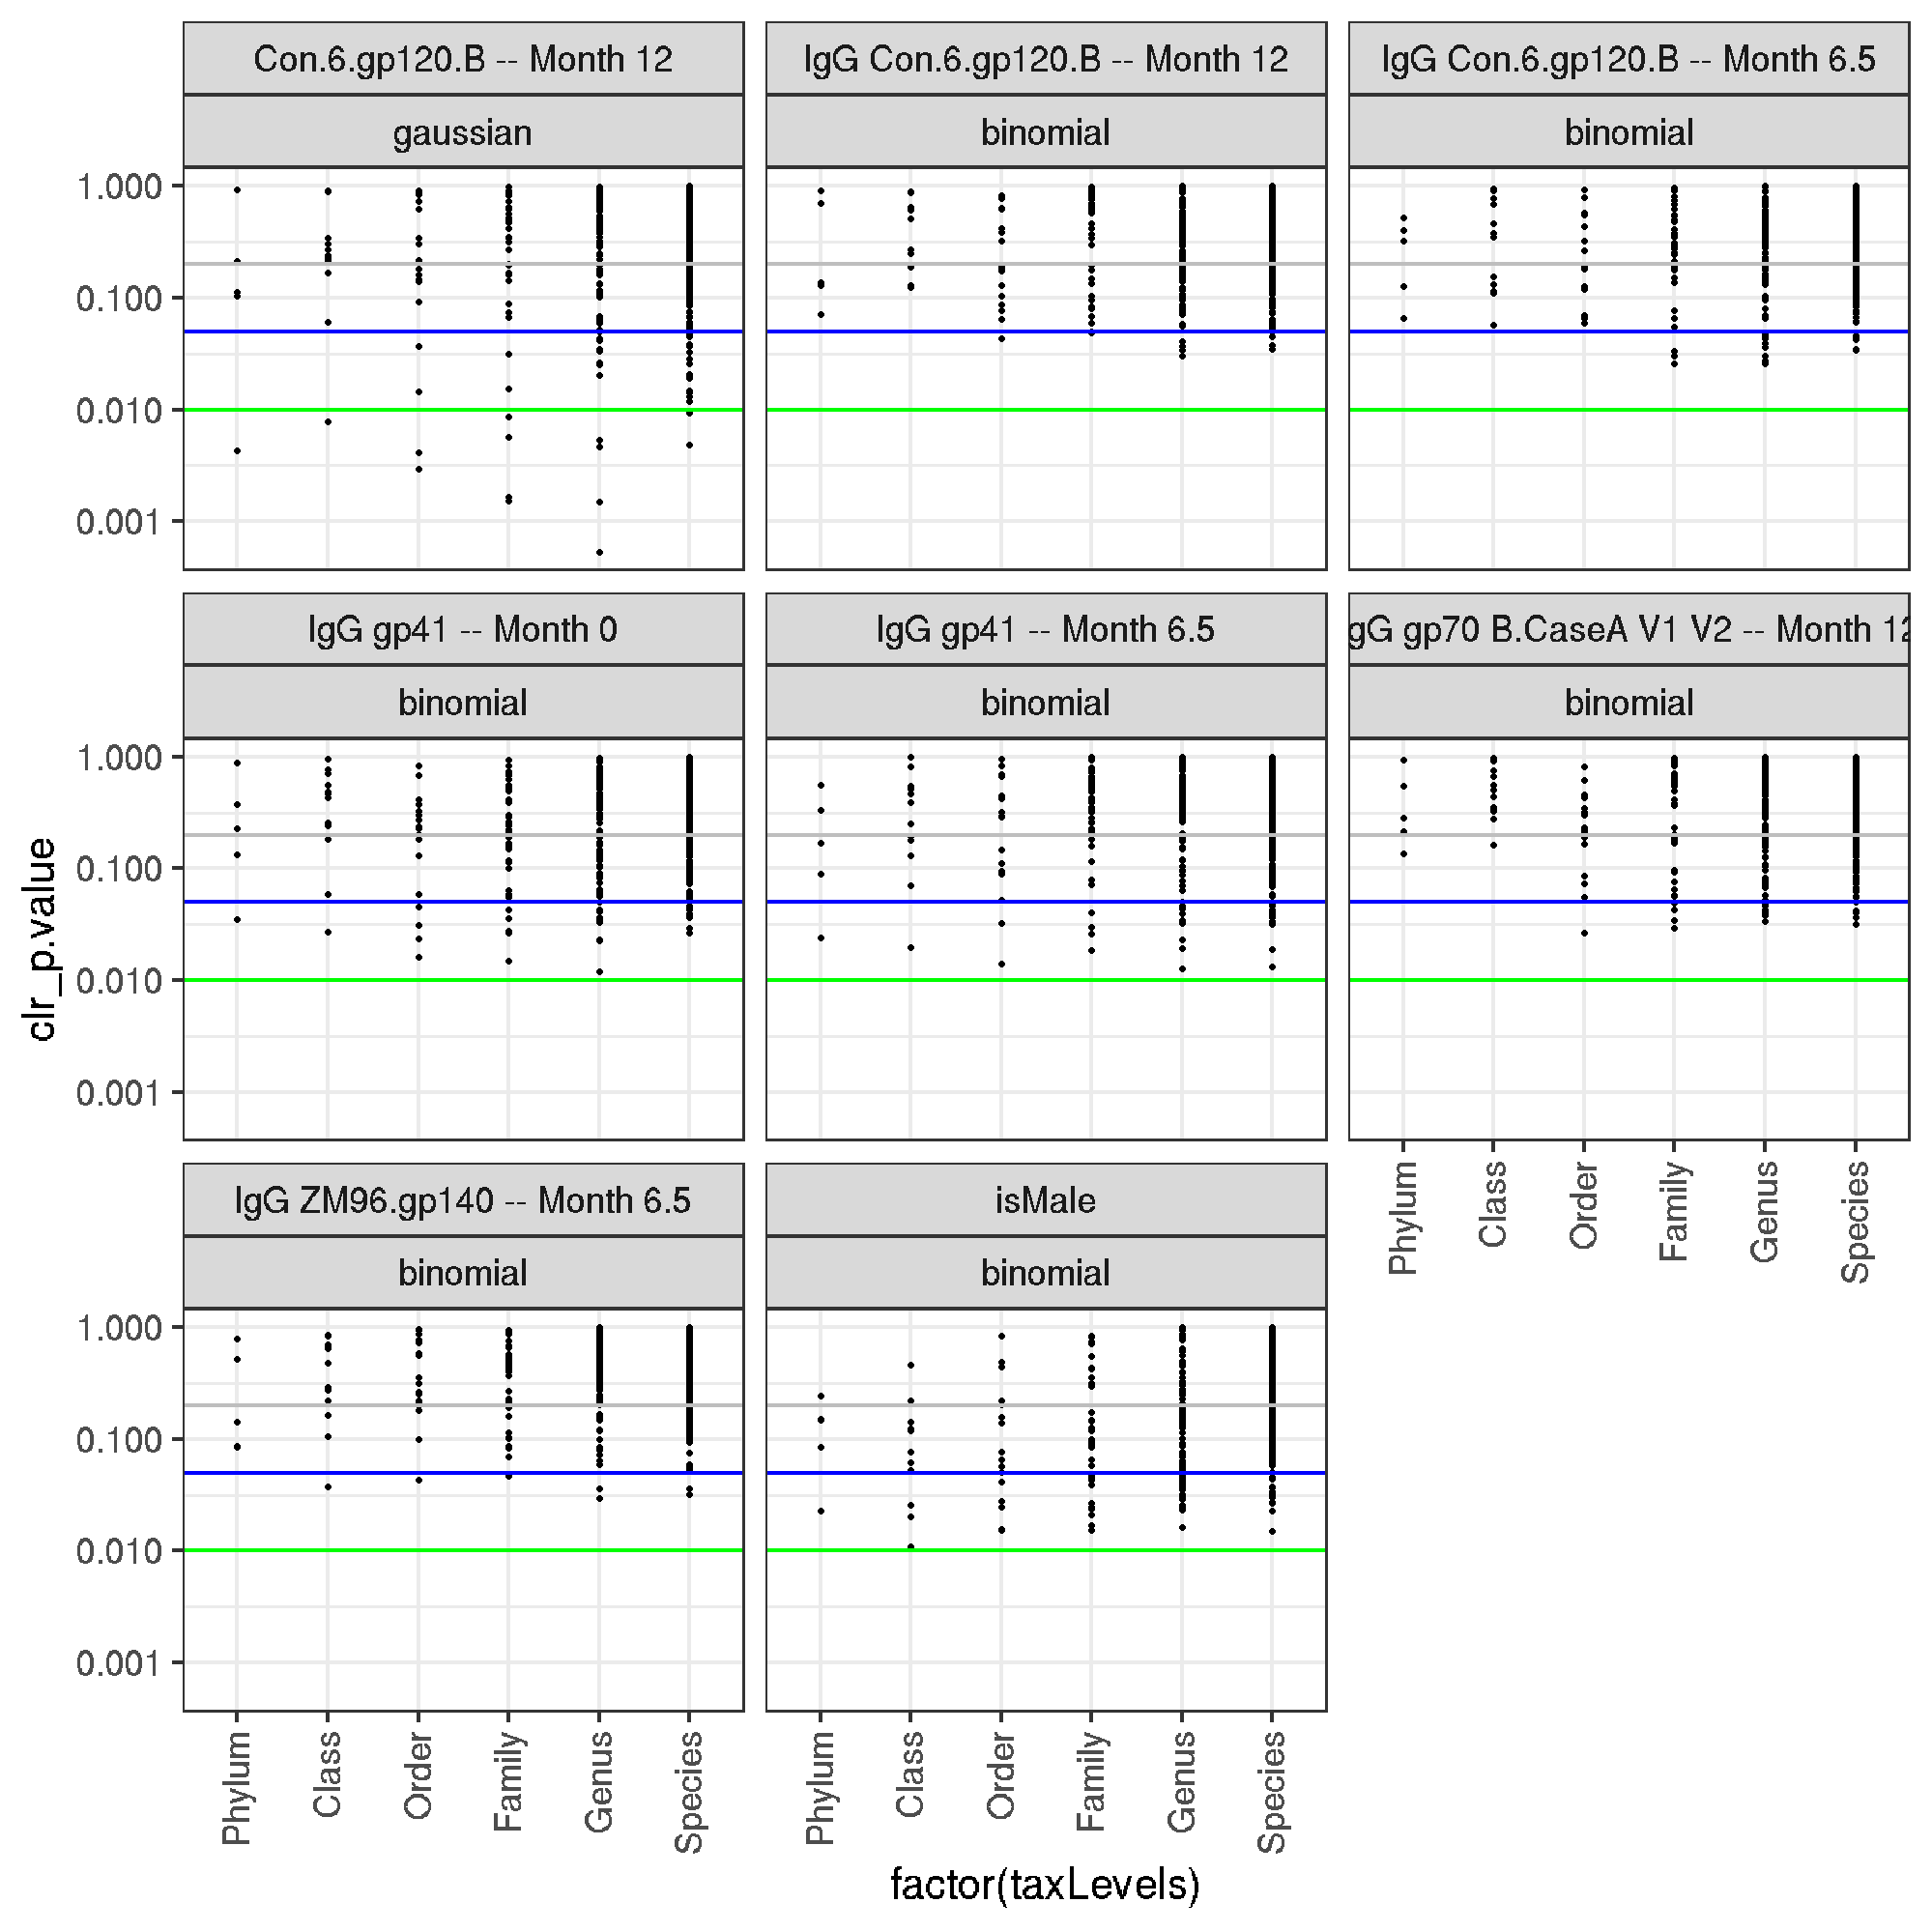 Con.6.gp120.B -- Month 12
IgG Con.6.gp120.B -- Month 12
IgG Con.6.gp120.B -- Month 6.5
gaussian
binomial
binomial
1.000
0.100
0.010
0.001
IgG gp41 -- Month 0
IgG gp41 -- Month 6.5
gG gp70 B.CaseA V1 V2 -- Month 12
binomial
binomial
binomial
1.000
0.100
0.010
0.001
clr_p.value
Phylum
Class
Order
Family
Genus
Species
IgG ZM96.gp140 -- Month 6.5
isMale
binomial
binomial
1.000
0.100
0.010
0.001
Phylum
Class
Order
Family
Genus
Species
Phylum
Class
Order
Family
Genus
Species
factor(taxLevels)